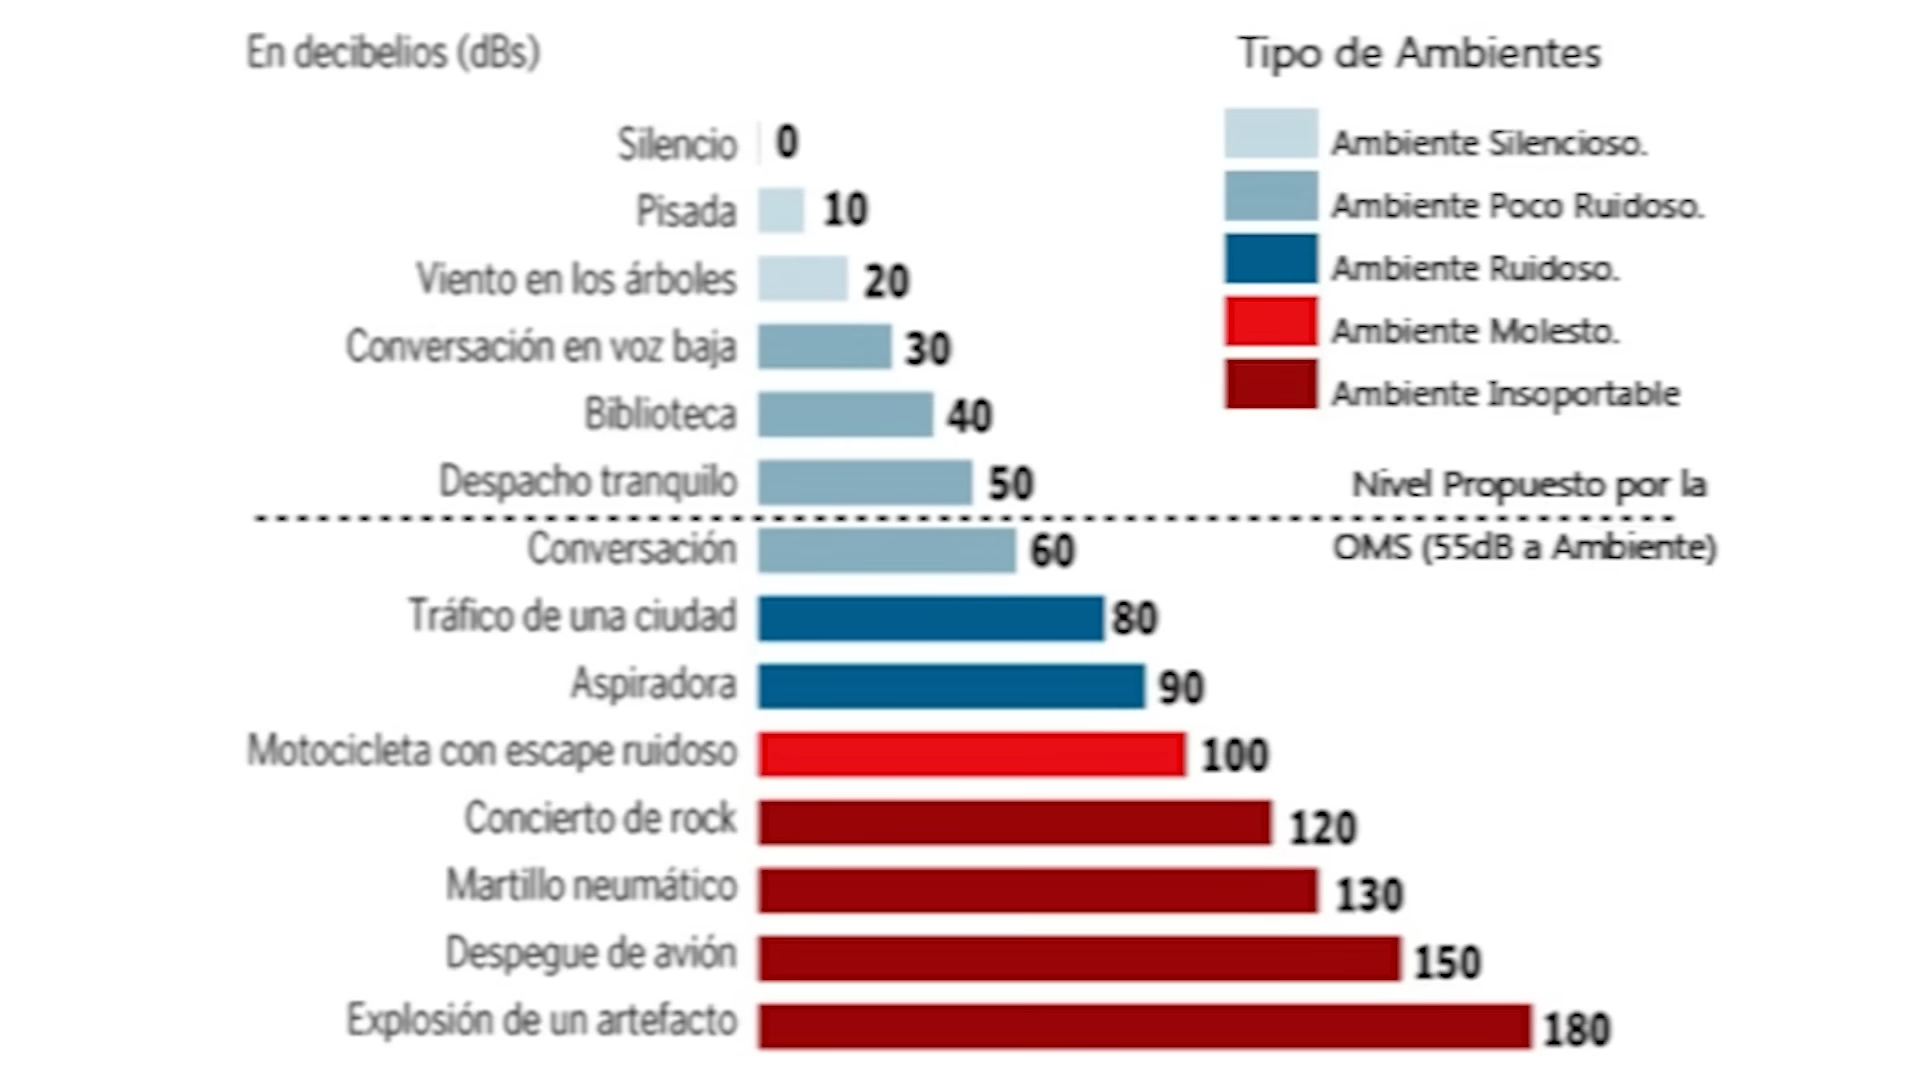 En decibelios (dBs)
Silencio 0
Pisada 10
Viento en los árboles 20
Conversación en voz baja 30
Biblioteca 40
Despacho tranquilo 50
Conversación 60
Tráfico de una ciudad 80
Aspiradora 90
Motocicleta con escape ruidoso 100
Concierto de rock 120
Martillo neumático 130
Despegue de avión 150
Explosión de un artefacto 180
Tipo de Ambientes
Ambiente Silencioso.
Ambiente Poco Ruidoso.
Ambiente Ruidoso.
Ambiente Molesto.
Ambiente Insoportable
Nivel Propuesto por la
OMS (55dB a Ambiente)